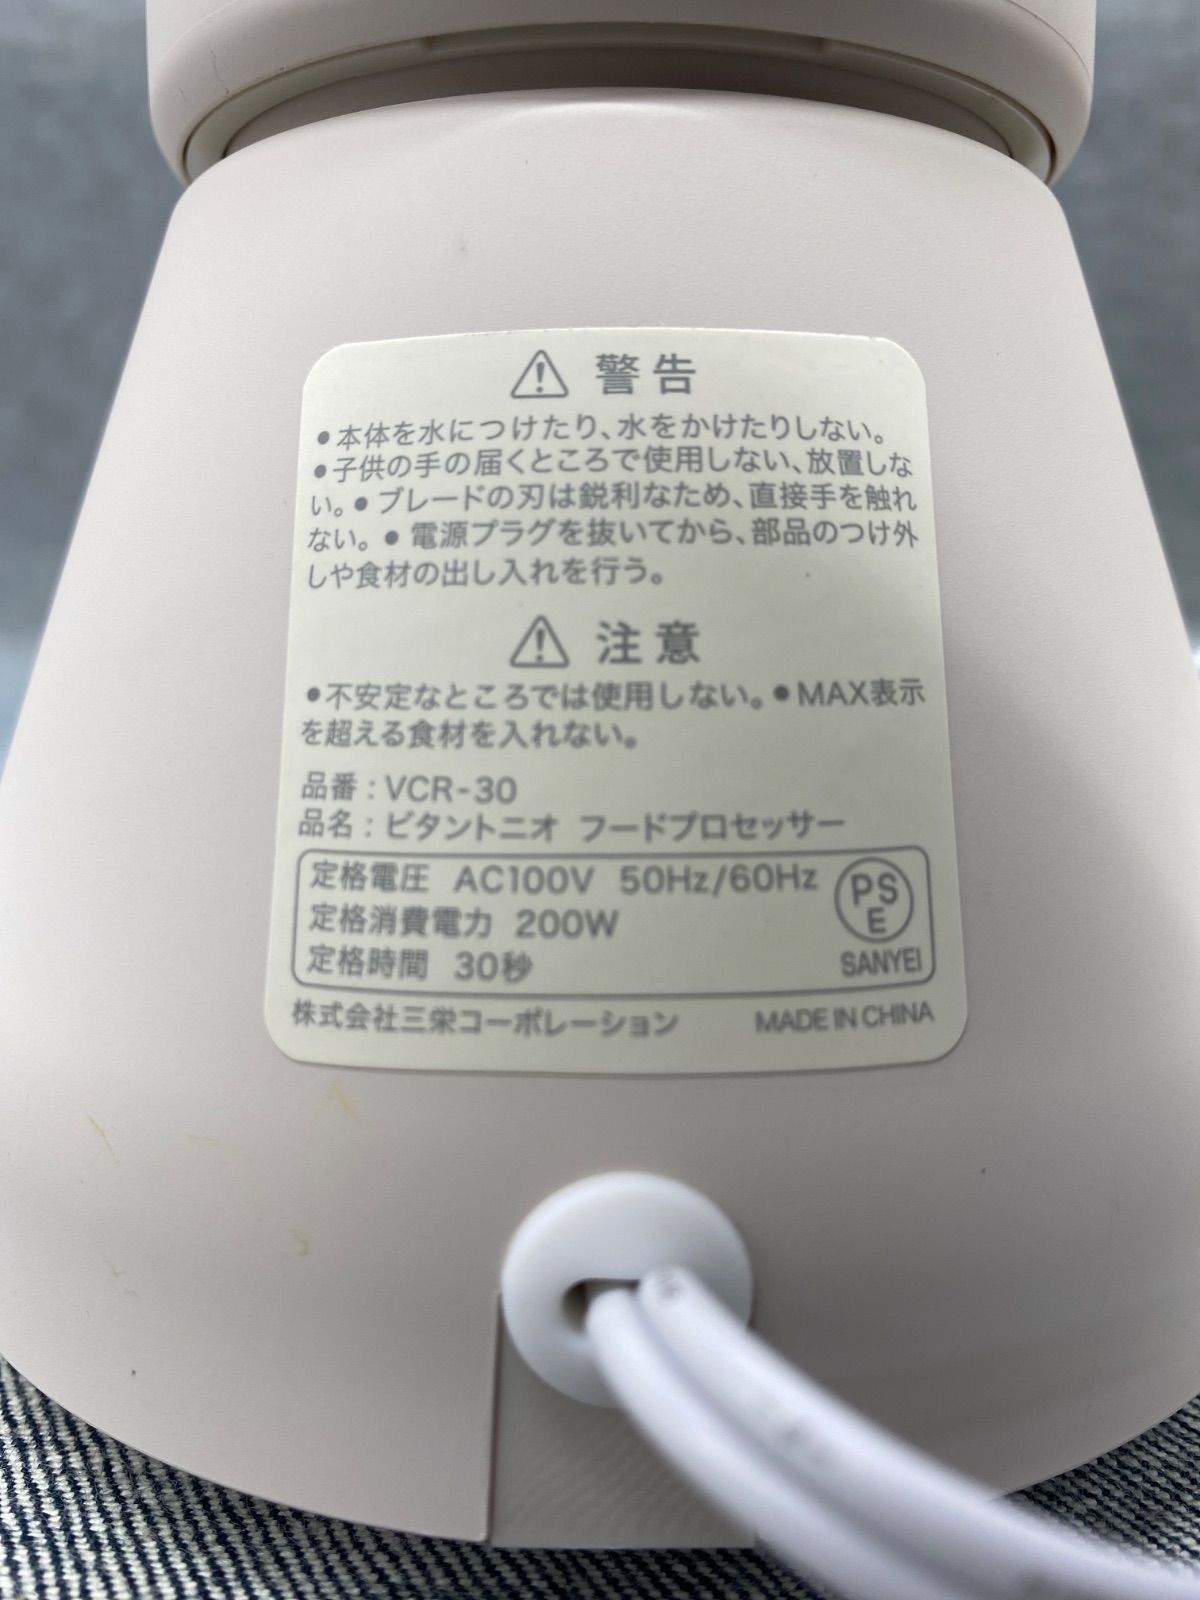 ⚠ 警告
●本体を水につけたり、水をかけたりしない。
●子供の手の届くところで使用しない、放置しな
い。●ブレードの刃は鋭利なため、直接手を触れ
ない。●電源プラグを抜いてから、部品のつけ外
しや食材の出し入れを行う。
⚠ 注意
●不安定なところでは使用しない。●MAX表示
を超える食材を入れない。
品番：VCR-30
品名：ビタントニオ フードプロセッサー
定格電圧 AC100V 50Hz/60Hz
定格消費電力 200W
定格時間 30秒
PS
E
SANYEI
株式会社三栄コーポレーション MADE IN CHINA